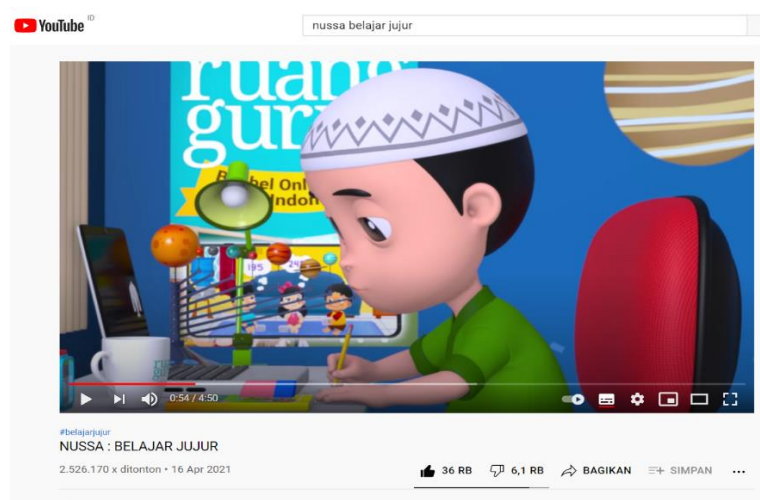 YouTube ID
nussa belajar jujur
ruang
guru
195
0:54 / 4:50
#belajarjujur
NUSSA : BELAJAR JUJUR
2.526.170 x ditonton • 16 Apr 2021
36 RB
6,1 RB
BAGIKAN
SIMPAN